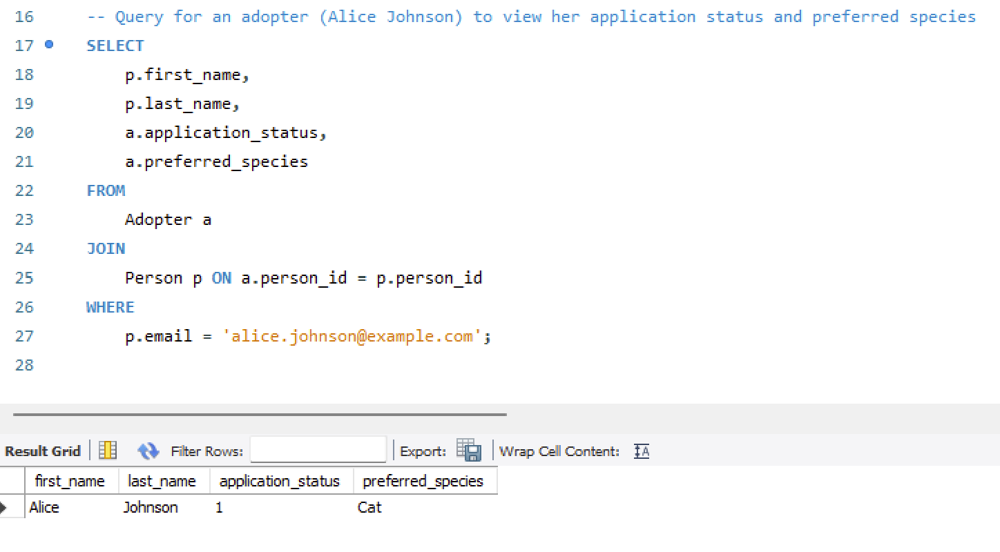 16 -- Query for an adopter (Alice Johnson) to view her application status and preferred species
17 SELECT
18 p.first_name,
19 p.last_name,
20 a.application_status,
21 a.preferred_species
22 FROM
23 Adopter a
24 JOIN
25 Person p ON a.person_id = p.person_id
26 WHERE
27 p.email = 'alice.johnson@example.com';
28
Result Grid Filter Rows: Export: Wrap Cell Content: IA
first_name last_name application_status preferred_species
Alice Johnson 1 Cat